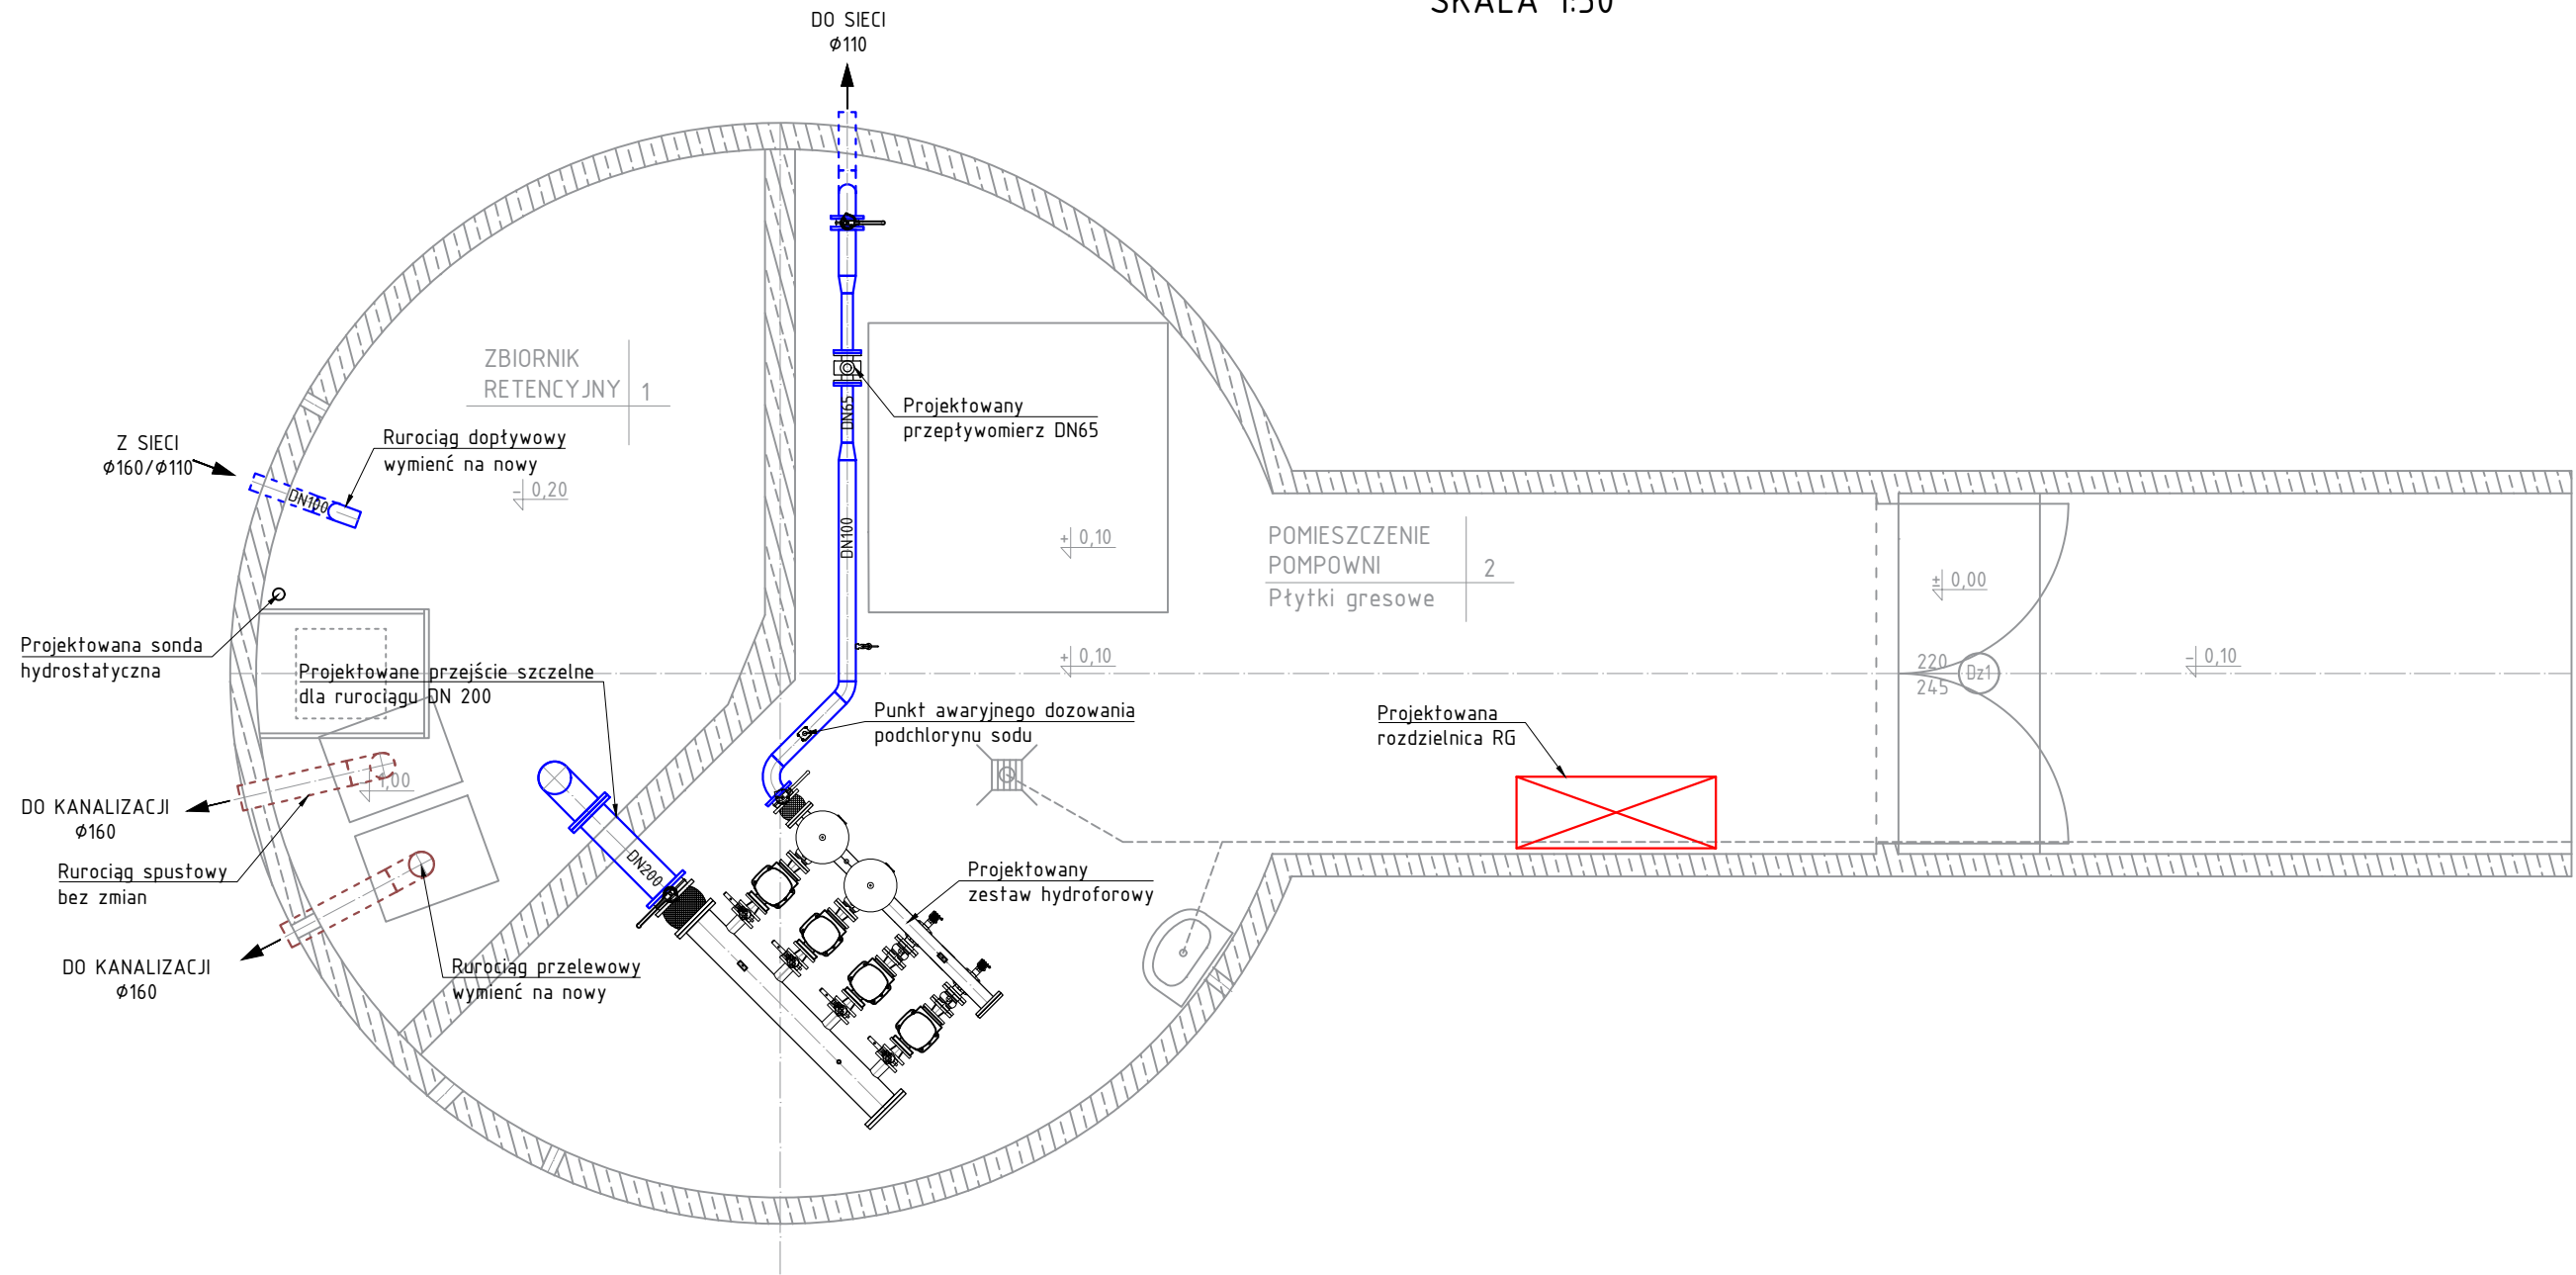 SKALA 1:50
DO SIECI
ϕ110
ZBIORNIK
RETENCYJNY 1
Z SIECI
ϕ160/ϕ110
Rurociąg dopływowy
wymienć na nowy
DN100
- 0,20
DN65
Projektowany
przepływomierz DN65
DN100
+ 0,10
POMIESZCZENIE
POMPOWNI 2
Płytki gresowe
± 0,00
Projektowana sonda
hydrostatyczna
Projektowane przejście szczelne
dla rurociągu DN 200
+ 0,10
220
245
Dz1
- 0,10
Punkt awaryjnego dozowania
podchlorynu sodu
Projektowana
rozdzielnica RG
DO KANALIZACJI
ϕ160
Rurociąg spustowy
bez zmian
DN200
Projektowany
zestaw hydroforowy
DO KANALIZACJI
ϕ160
Rurociąg przelewowy
wymienć na nowy